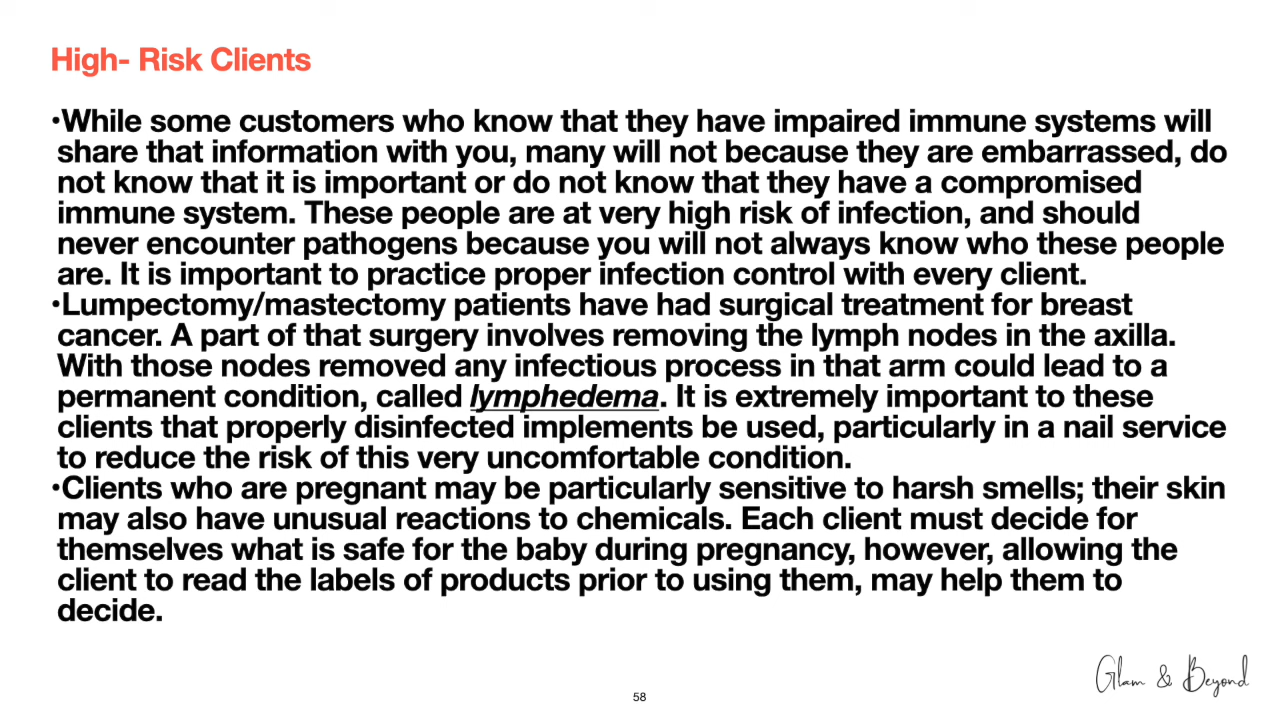 High- Risk Clients
•While some customers who know that they have impaired immune systems will
share that information with you, many will not because they are embarrassed, do
not know that it is important or do not know that they have a compromised
immune system. These people are at very high risk of infection, and should
never encounter pathogens because you will not always know who these people
are. It is important to practice proper infection control with every client.
•Lumpectomy/mastectomy patients have had surgical treatment for breast
cancer. A part of that surgery involves removing the lymph nodes in the axilla.
With those nodes removed any infectious process in that arm could lead to a
permanent condition, called lymphedema. It is extremely important to these
clients that properly disinfected implements be used, particularly in a nail service
to reduce the risk of this very uncomfortable condition.
•Clients who are pregnant may be particularly sensitive to harsh smells; their skin
may also have unusual reactions to chemicals. Each client must decide for
themselves what is safe for the baby during pregnancy, however, allowing the
client to read the labels of products prior to using them, may help them to
decide.
Glam & Beyond
58